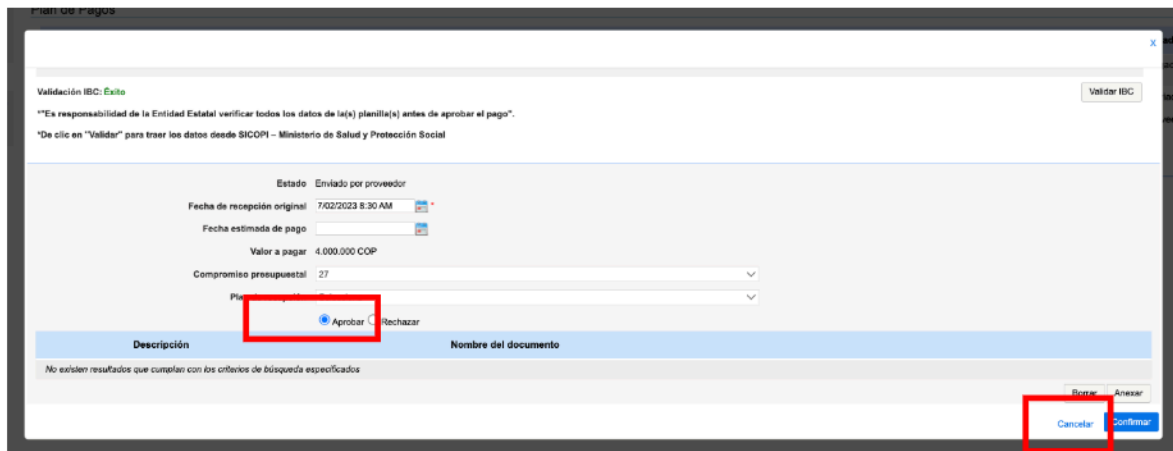 Plan de Pagos
x
Validación IBC: Éxito
Validar IBC
*"Es responsabilidad de la Entidad Estatal verificar todos los datos de la(s) planilla(s) antes de aprobar el pago".
*De clic en "Validar" para traer los datos desde SICOPI – Ministerio de Salud y Protección Social
Estado Enviado por proveedor
Fecha de recepción original 7/02/2023 8:30 AM *
Fecha estimada de pago
Valor a pagar 4.000.000 COP
Compromiso presupuestal 27
Aprobar Rechazar
Descripción Nombre del documento
No existen resultados que cumplan con los criterios de búsqueda especificados
Borrar Anexar
Cancelar Confirmar